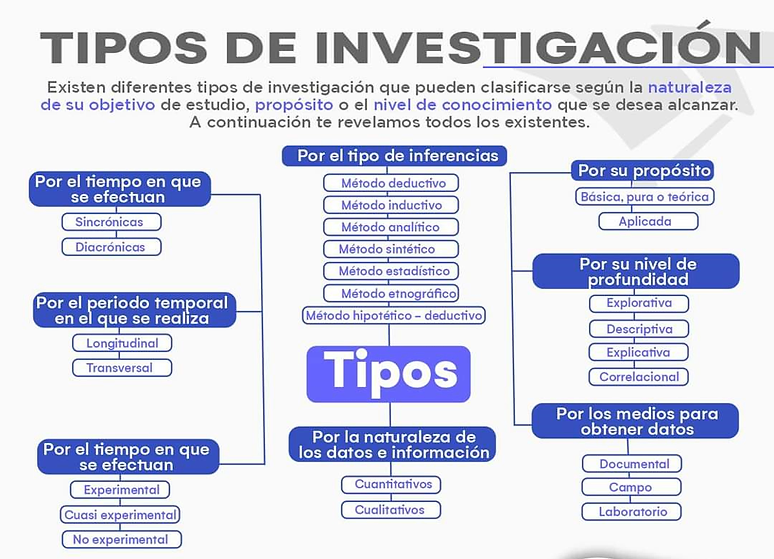 TIPOS DE INVESTIGACIÓN
Existen diferentes tipos de investigación que pueden clasificarse según la naturaleza
de su objetivo de estudio, propósito o el nivel de conocimiento que se desea alcanzar.
A continuación te revelamos todos los existentes.
Por el tiempo en que
se efectuan
Sincrónicas
Diacrónicas
Por el periodo temporal
en el que se realiza
Longitudinal
Transversal
Por el tiempo en que
se efectuan
Experimental
Cuasi experimental
No experimental
Por el tipo de inferencias
Método deductivo
Método inductivo
Método analítico
Método sintético
Método estadístico
Método etnográfico
Método hipotético - deductivo
Tipos
Por la naturaleza de
los datos e información
Cuantitativos
Cualitativos
Por su propósito
Básica, pura o teórica
Aplicada
Por su nivel de
profundidad
Explorativa
Descriptiva
Explicativa
Correlacional
Por los medios para
obtener datos
Documental
Campo
Laboratorio